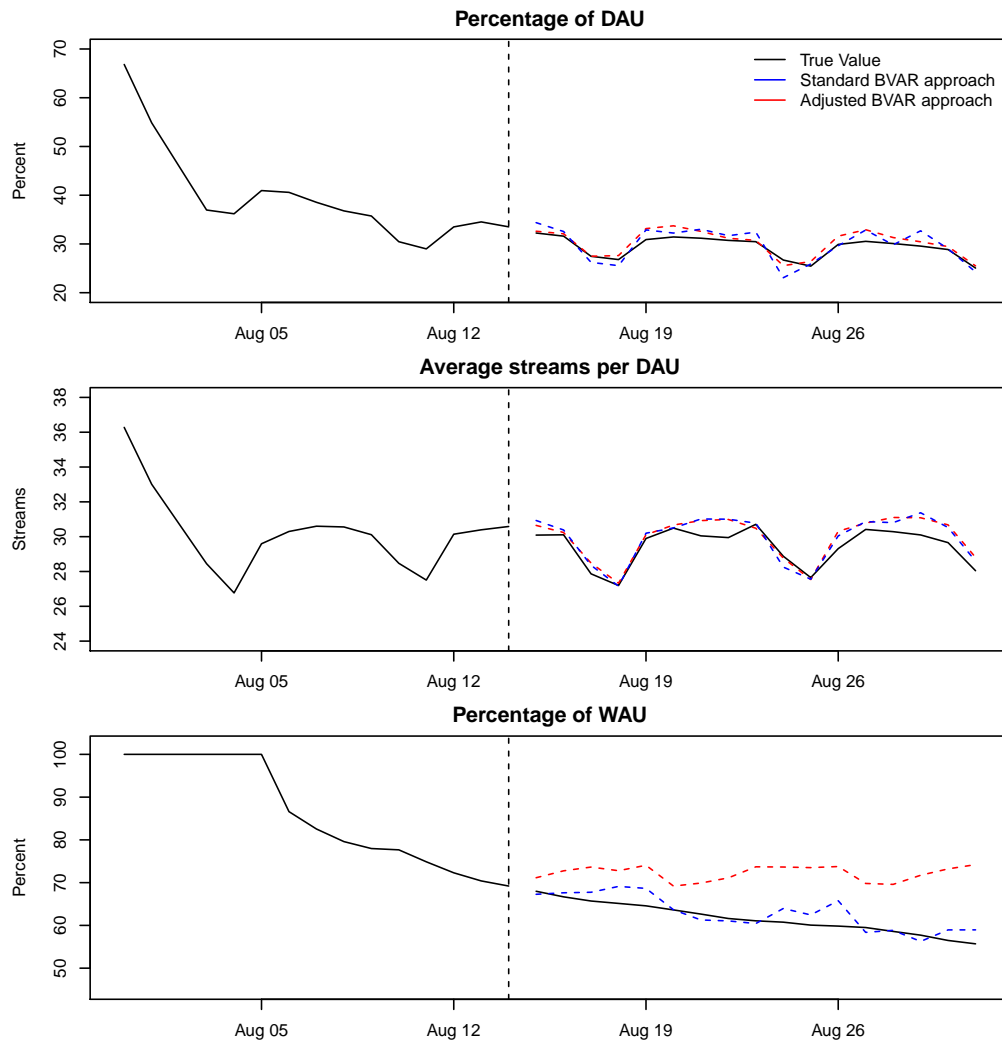 Percentage of DAU
True Value
Standard BVAR approach
Adjusted BVAR approach
Percent
70
60
50
40
30
20
Aug 05
Aug 12
Aug 19
Aug 26
Average streams per DAU
Streams
38
36
34
32
30
28
26
24
Aug 05
Aug 12
Aug 19
Aug 26
Percentage of WAU
Percent
100
90
80
70
60
50
Aug 05
Aug 12
Aug 19
Aug 26